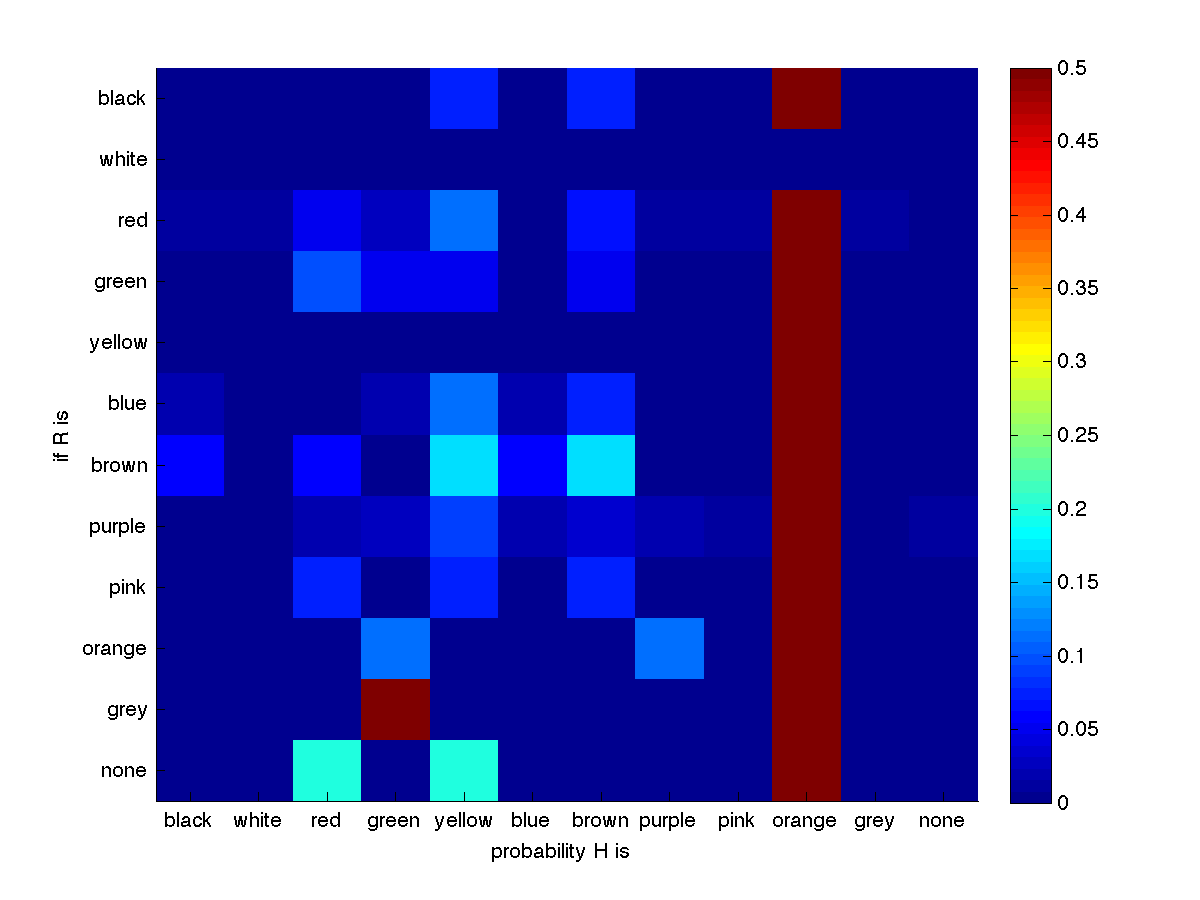 if R is
black
white
red
green
yellow
blue
brown
purple
pink
orange
grey
none
black white red green yellow blue brown purple pink orange grey none
probability H is
0.5
0.45
0.4
0.35
0.3
0.25
0.2
0.15
0.1
0.05
0